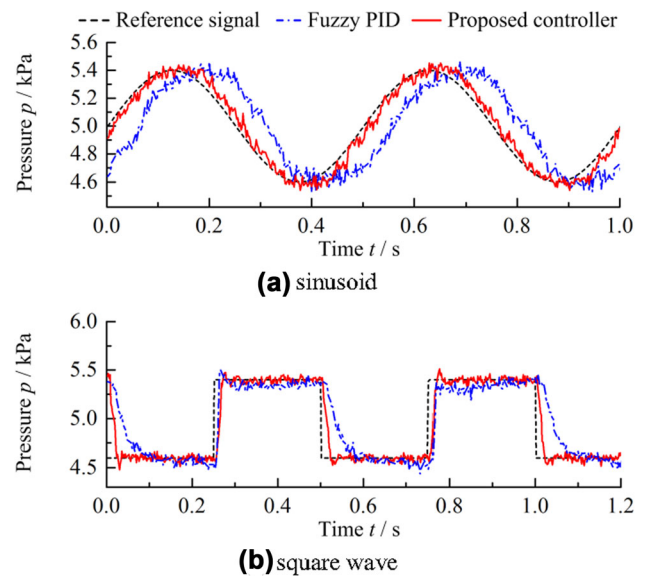 Reference signal Fuzzy PID Proposed controller
Pressure p / kPa
5.6
5.4
5.2
5.0
4.8
4.6
0.0 0.2 0.4 0.6 0.8 1.0
Time t / s
(a) sinusoid
Pressure p / kPa
6.0
5.5
5.0
4.5
0.0 0.2 0.4 0.6 0.8 1.0 1.2
Time t / s
(b) square wave